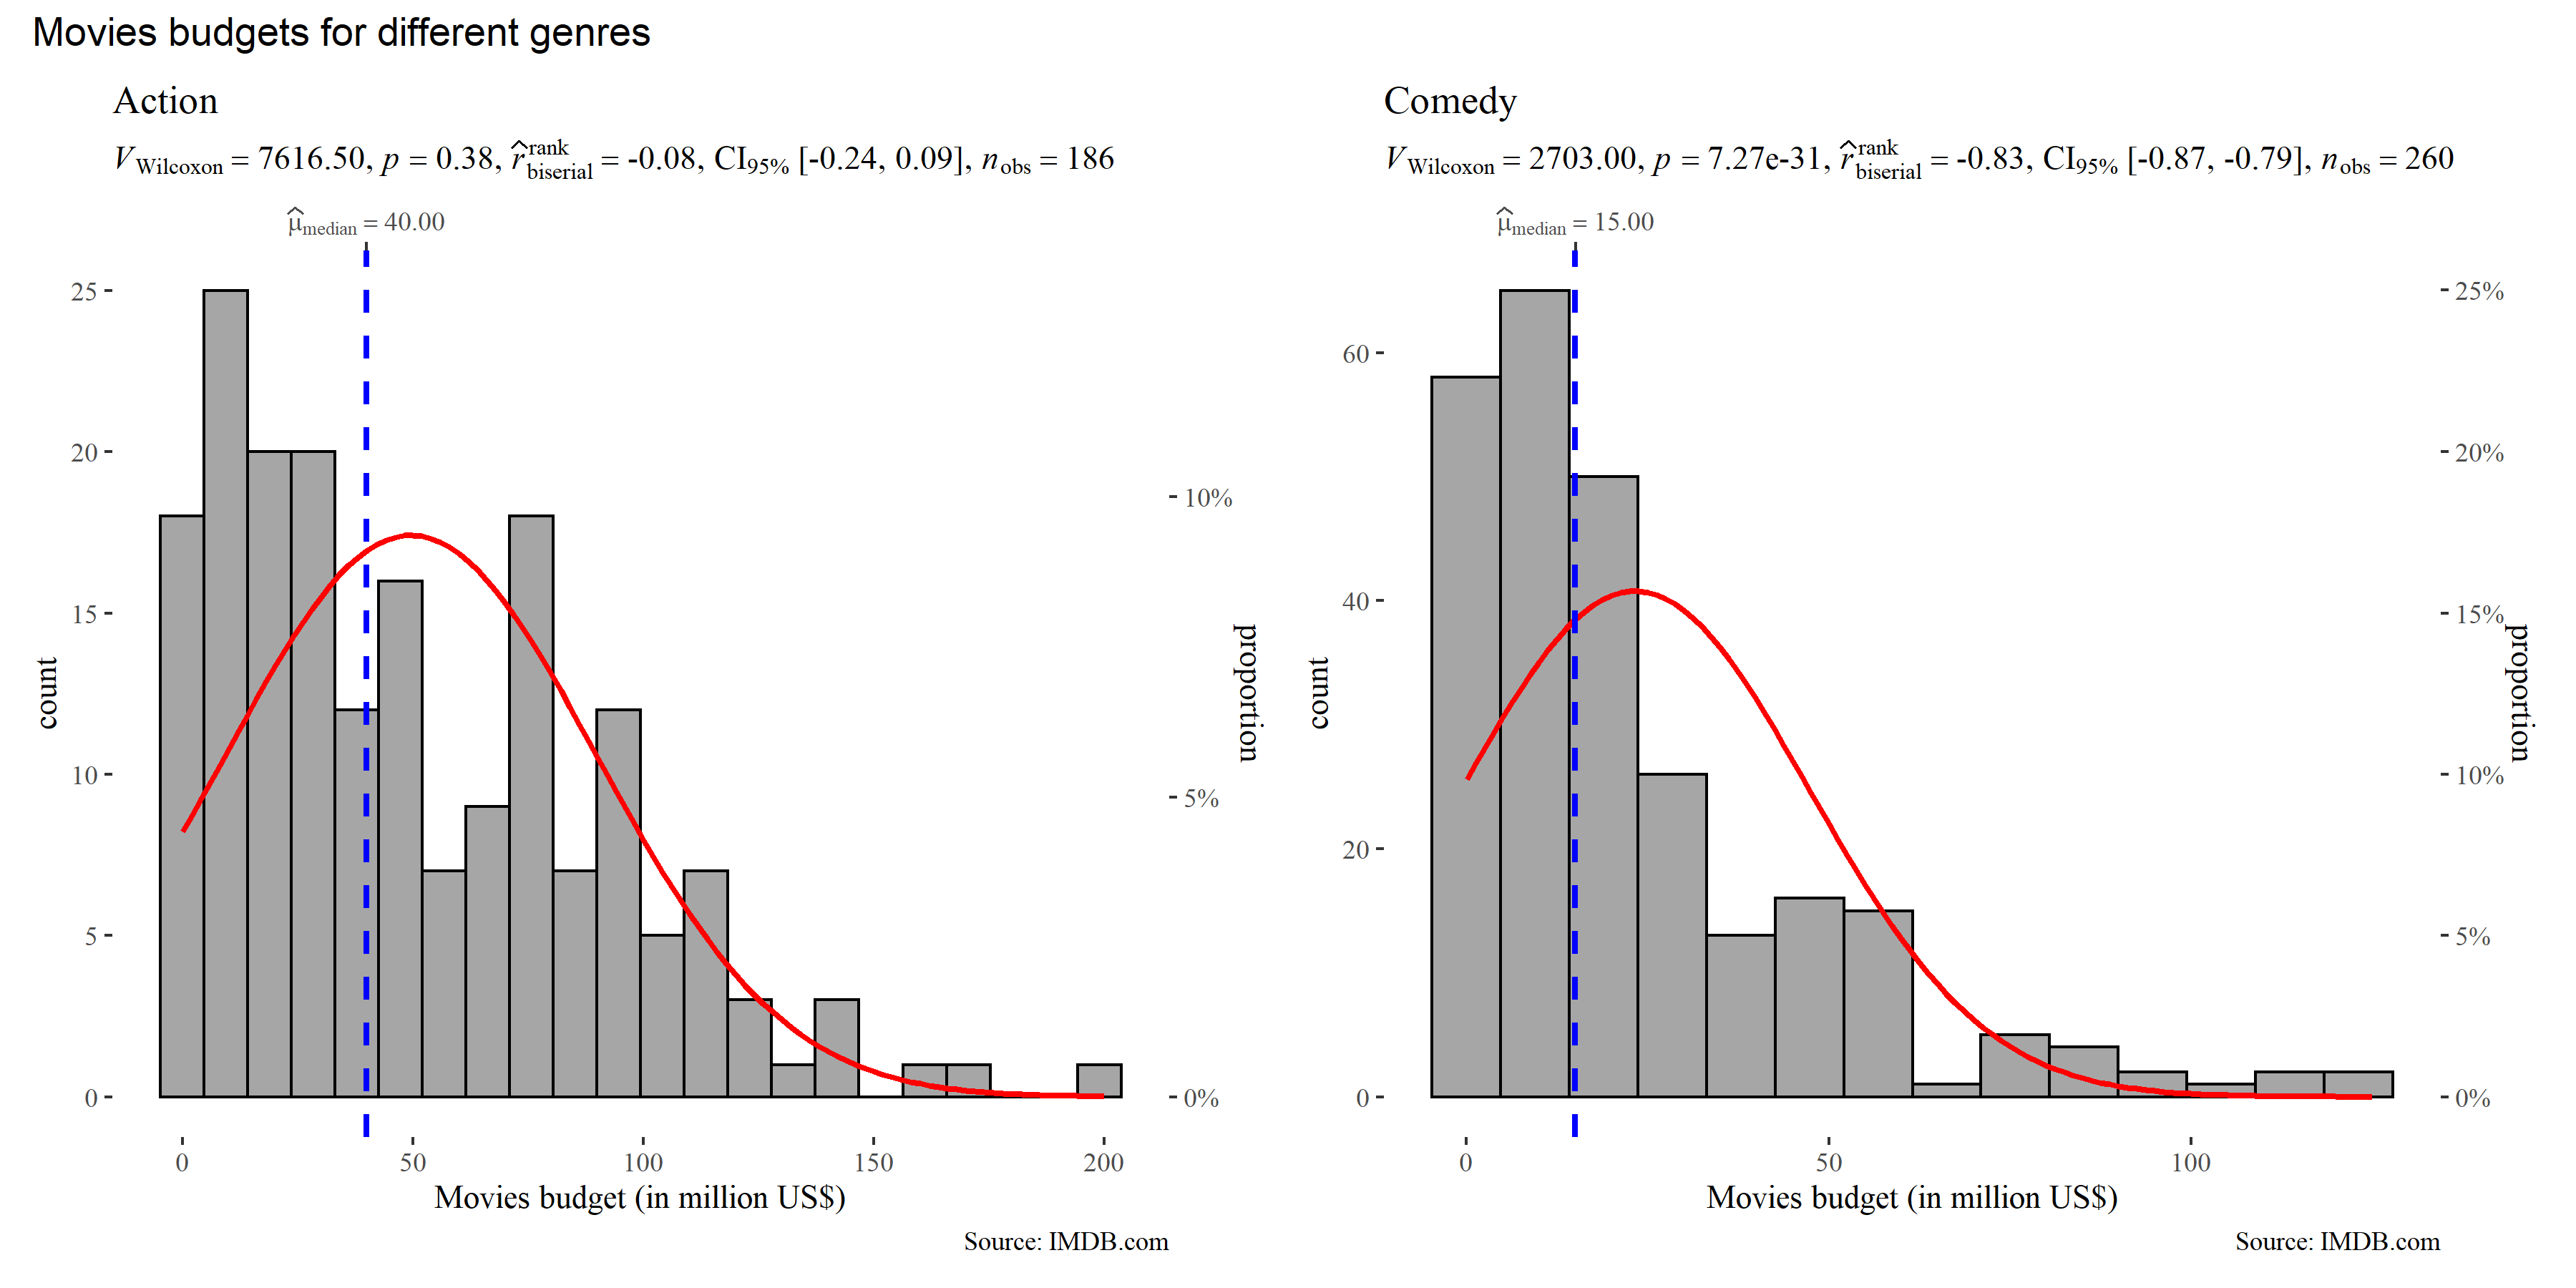 Movies budgets for different genres
Action
V_Wilcoxon = 7616.50, p = 0.38, r̂^rank_biserial = -0.08, CI_95% [-0.24, 0.09], n_obs = 186
μ̂_median = 40.00
25
20
15
10
5
0
count
10%
5%
0%
proportion
0 50 100 150 200
Movies budget (in million US$)
Source: IMDB.com
Comedy
V_Wilcoxon = 2703.00, p = 7.27e-31, r̂^rank_biserial = -0.83, CI_95% [-0.87, -0.79], n_obs = 260
μ̂_median = 15.00
60
40
20
0
count
25%
20%
15%
10%
5%
0%
proportion
0 50 100
Movies budget (in million US$)
Source: IMDB.com